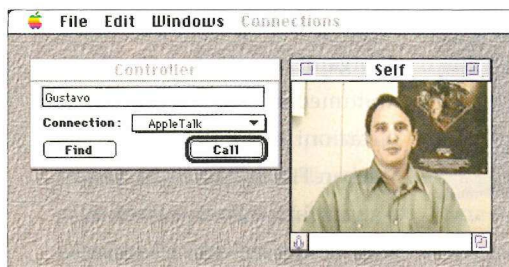 File Edit Windows Connections
Controller
Gustavo
Connection: AppleTalk
Find Call
Self